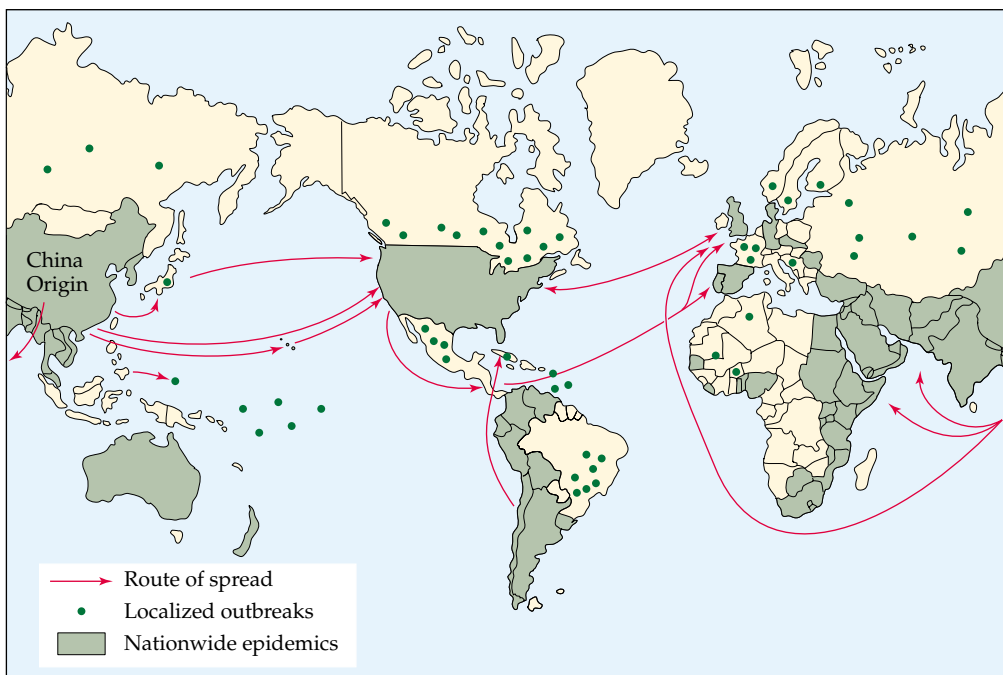 China
Origin
Route of spread
Localized outbreaks
Nationwide epidemics